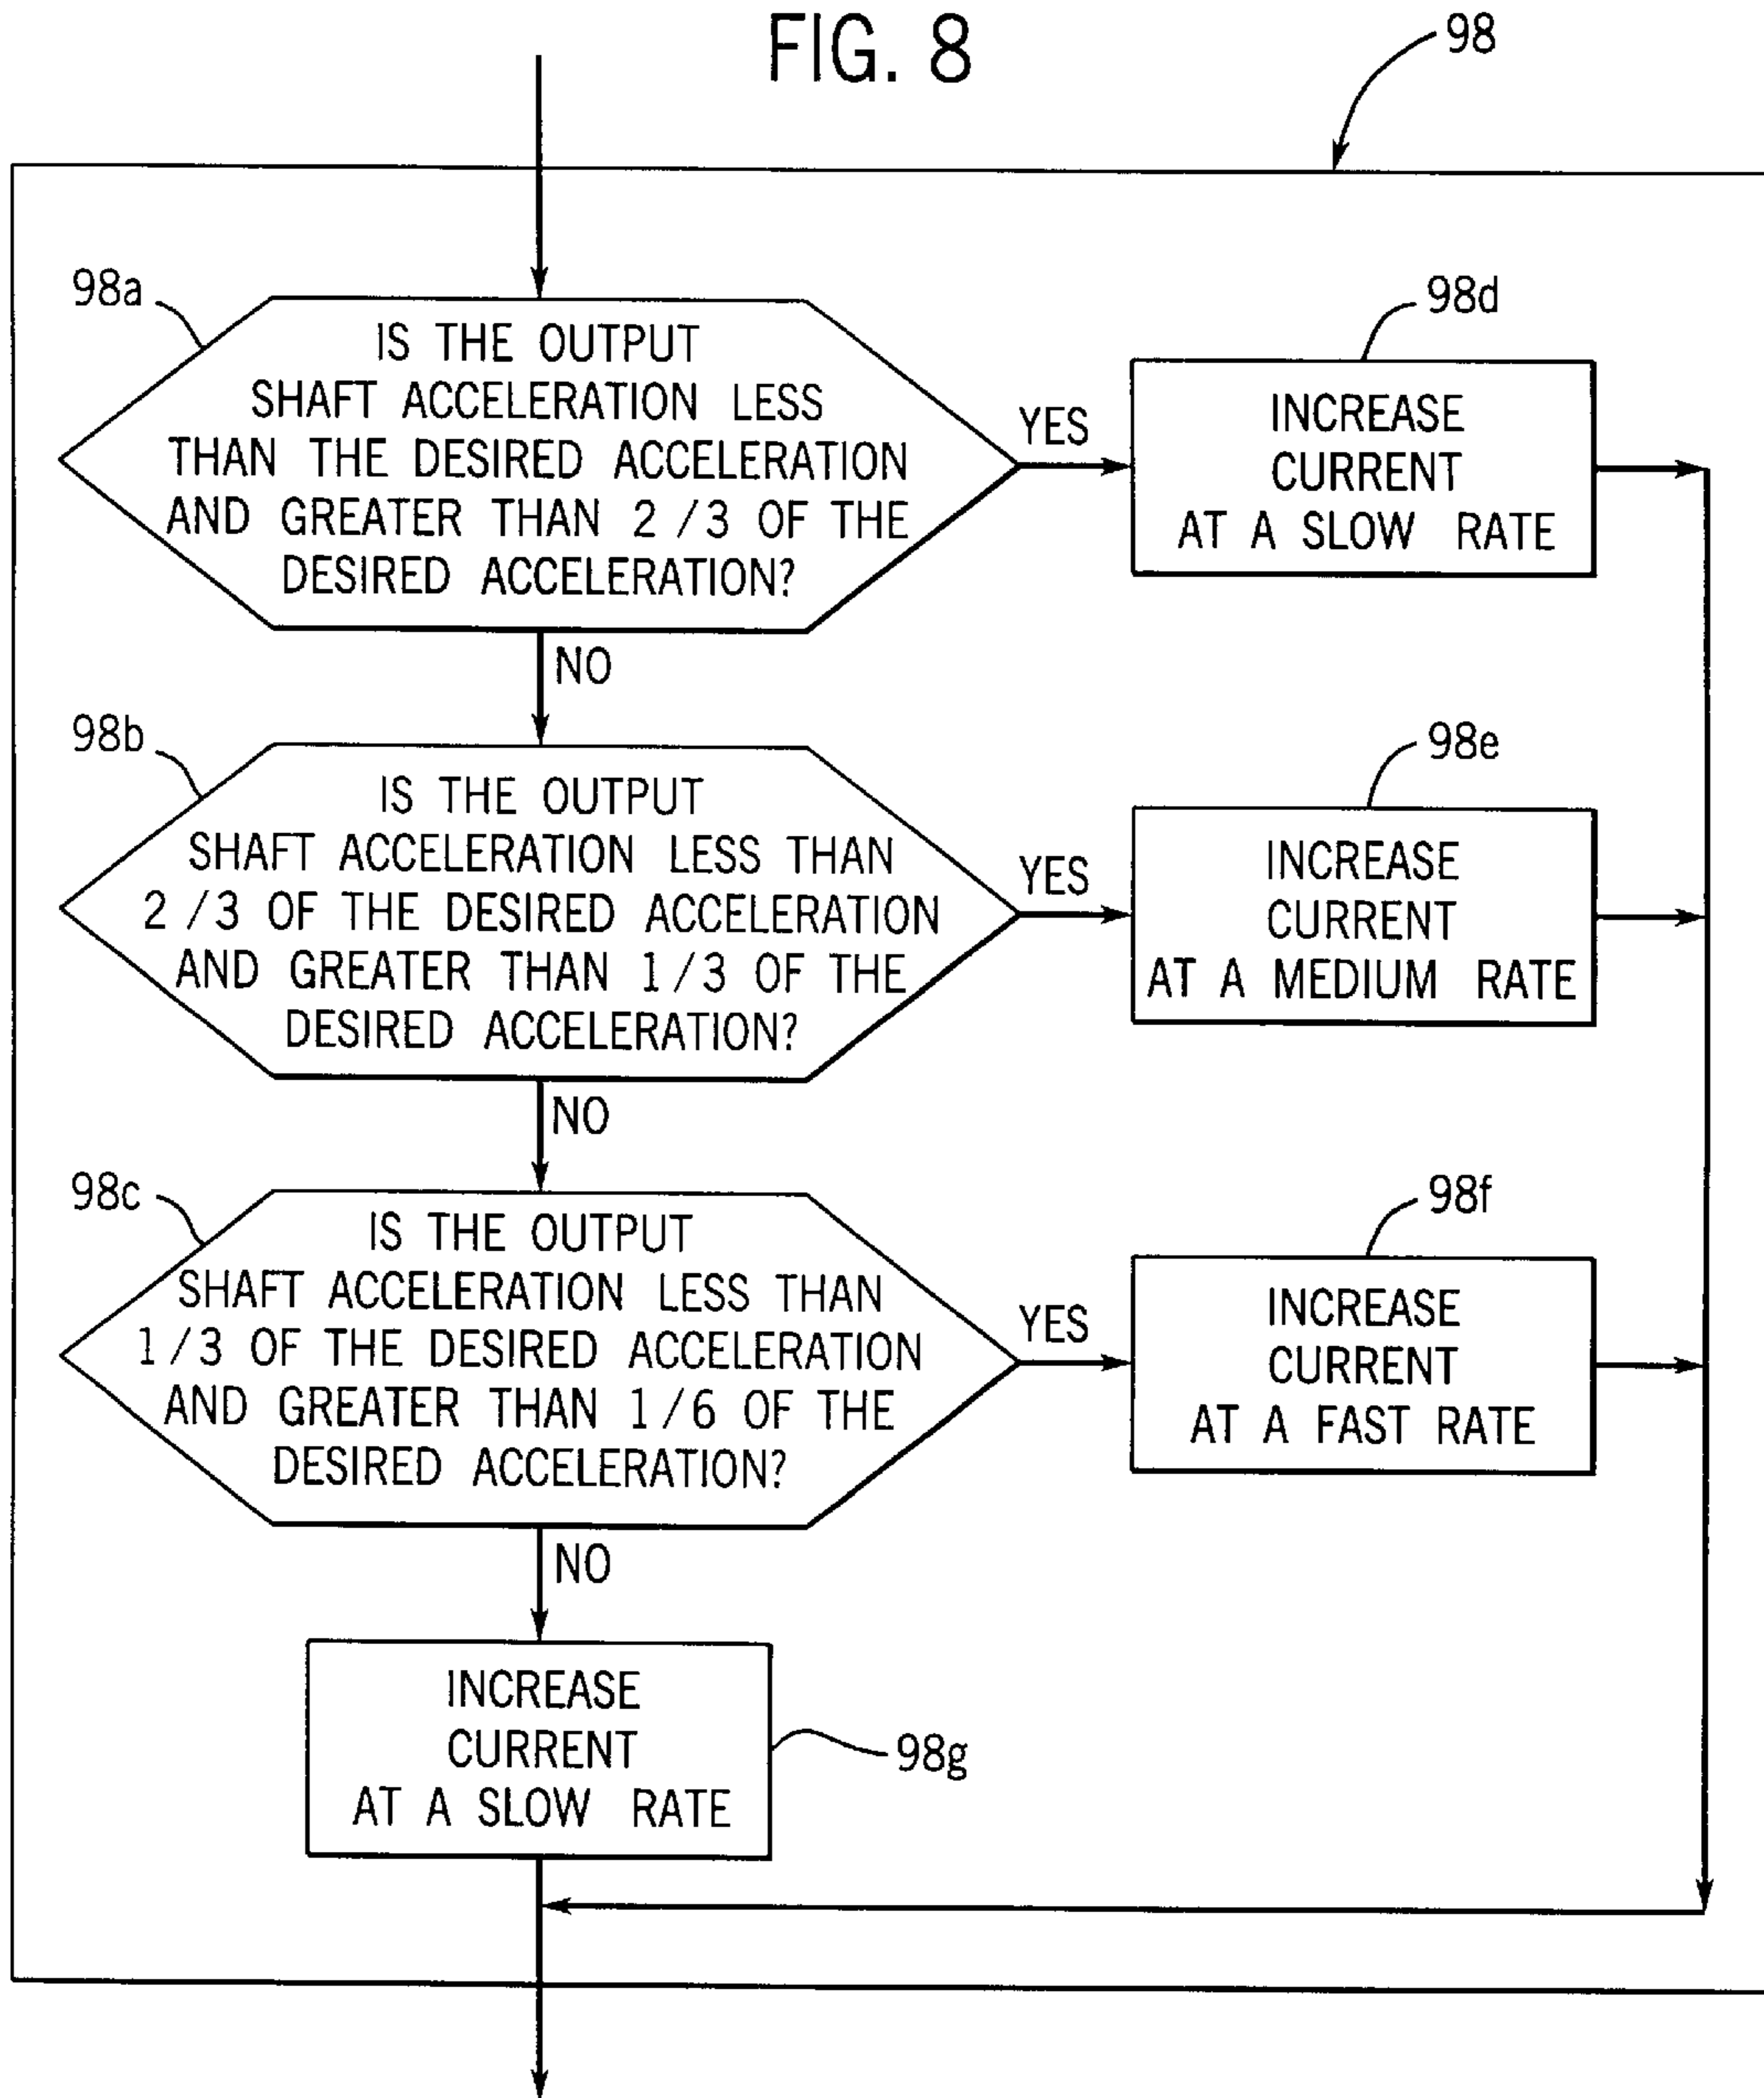 FIG. 8
98
98a
IS THE OUTPUT
SHAFT ACCELERATION LESS
THAN THE DESIRED ACCELERATION
AND GREATER THAN 2/3 OF THE
DESIRED ACCELERATION?
YES
98d
INCREASE
CURRENT
AT A SLOW RATE
NO
98b
IS THE OUTPUT
SHAFT ACCELERATION LESS THAN
2/3 OF THE DESIRED ACCELERATION
AND GREATER THAN 1/3 OF THE
DESIRED ACCELERATION?
YES
98e
INCREASE
CURRENT
AT A MEDIUM RATE
NO
98c
IS THE OUTPUT
SHAFT ACCELERATION LESS THAN
1/3 OF THE DESIRED ACCELERATION
AND GREATER THAN 1/6 OF THE
DESIRED ACCELERATION?
YES
98f
INCREASE
CURRENT
AT A FAST RATE
NO
INCREASE
CURRENT
AT A SLOW RATE
98g